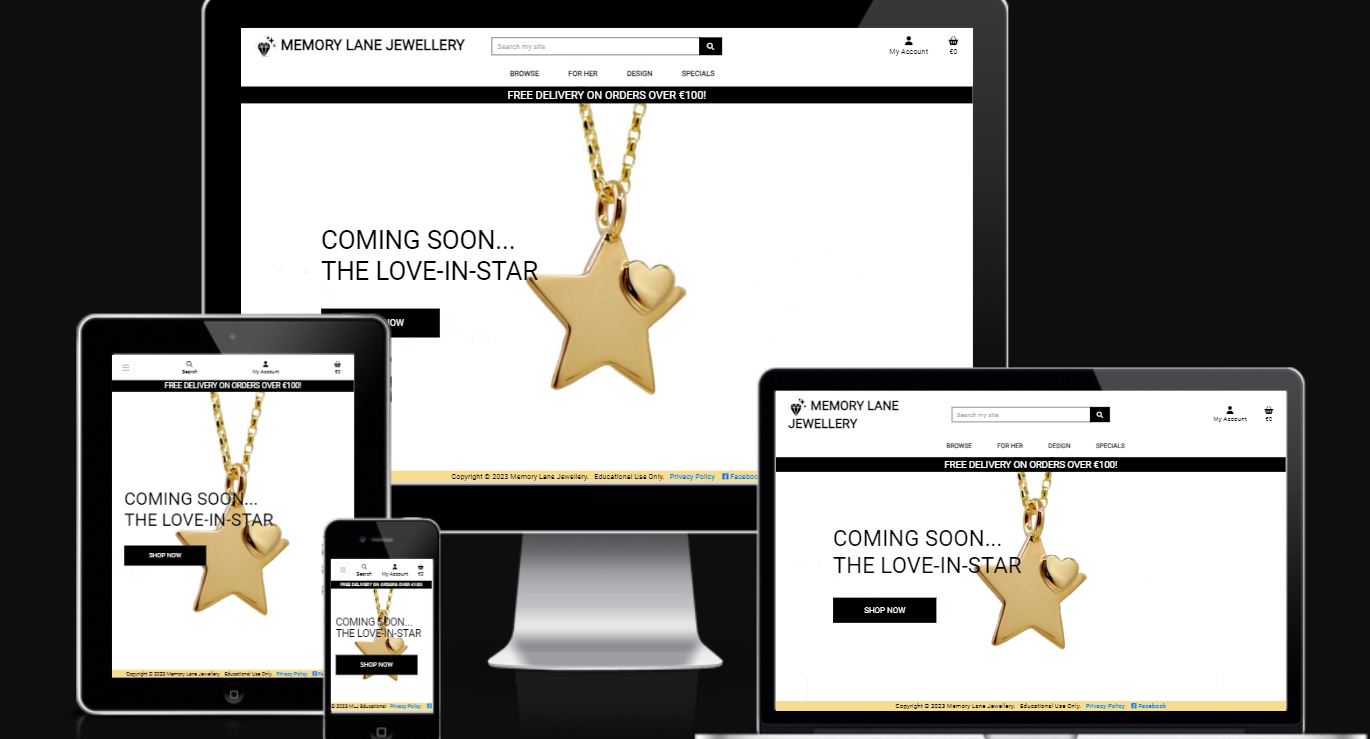 MEMORY LANE JEWELLERY
Search my site
My Account
€0
BROWSE FOR HER DESIGN SPECIALS
FREE DELIVERY ON ORDERS OVER €100!
COMING SOON...
THE LOVE-IN-STAR
NOW
Copyright © 2023 Memory Lane Jewellery. Educational Use Only. Privacy Policy Faceboo
Search My Account €0
FREE DELIVERY ON ORDERS OVER €100!
COMING SOON...
THE LOVE-IN-STAR
SHOP NOW
Copyright © 2023 Memory Lane Jewellery. Educational Use Only. Privacy Policy Fa
Search My Account €0
FREE DELIVERY ON ORDERS OVER €100!
COMING SOON...
THE LOVE-IN-STAR
SHOP NOW
© 2023 MLJ Educational Privacy Policy
MEMORY LANE
JEWELLERY
Search my site
My Account
€0
BROWSE FOR HER DESIGN SPECIALS
FREE DELIVERY ON ORDERS OVER €100!
COMING SOON...
THE LOVE-IN-STAR
SHOP NOW
Copyright © 2023 Memory Lane Jewellery. Educational Use Only. Privacy Policy Facebook